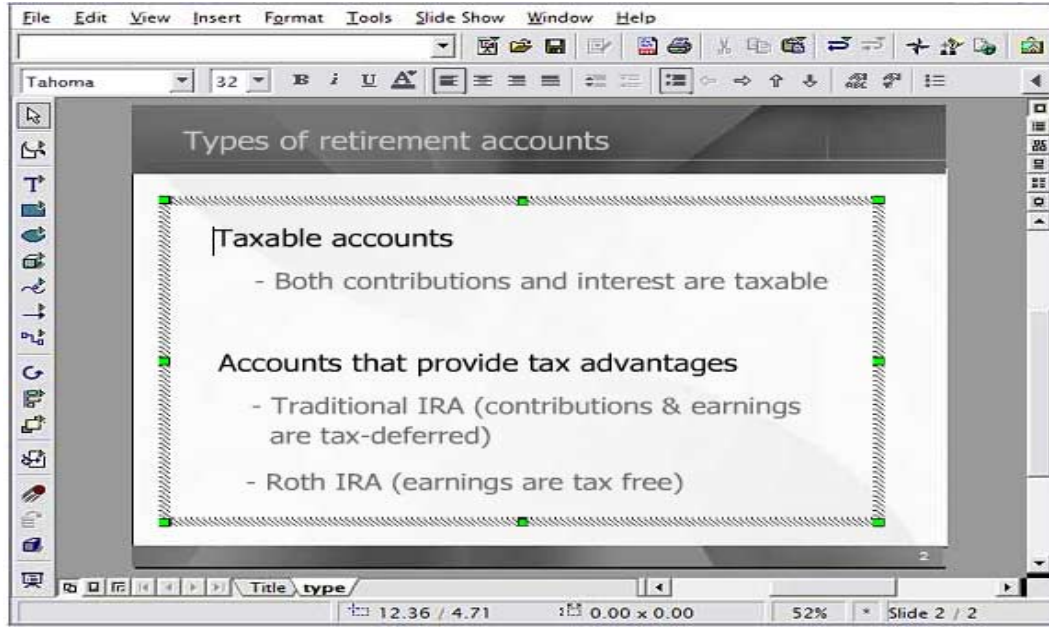 File Edit View Insert Format Tools Slide Show Window Help
Tahoma 32 B i U A
ABC
Types of retirement accounts
Taxable accounts
- Both contributions and interest are taxable
Accounts that provide tax advantages
- Traditional IRA (contributions & earnings
are tax-deferred)
- Roth IRA (earnings are tax free)
2
Title type
12.36 / 4.71 0.00 x 0.00 52% * Slide 2 / 2